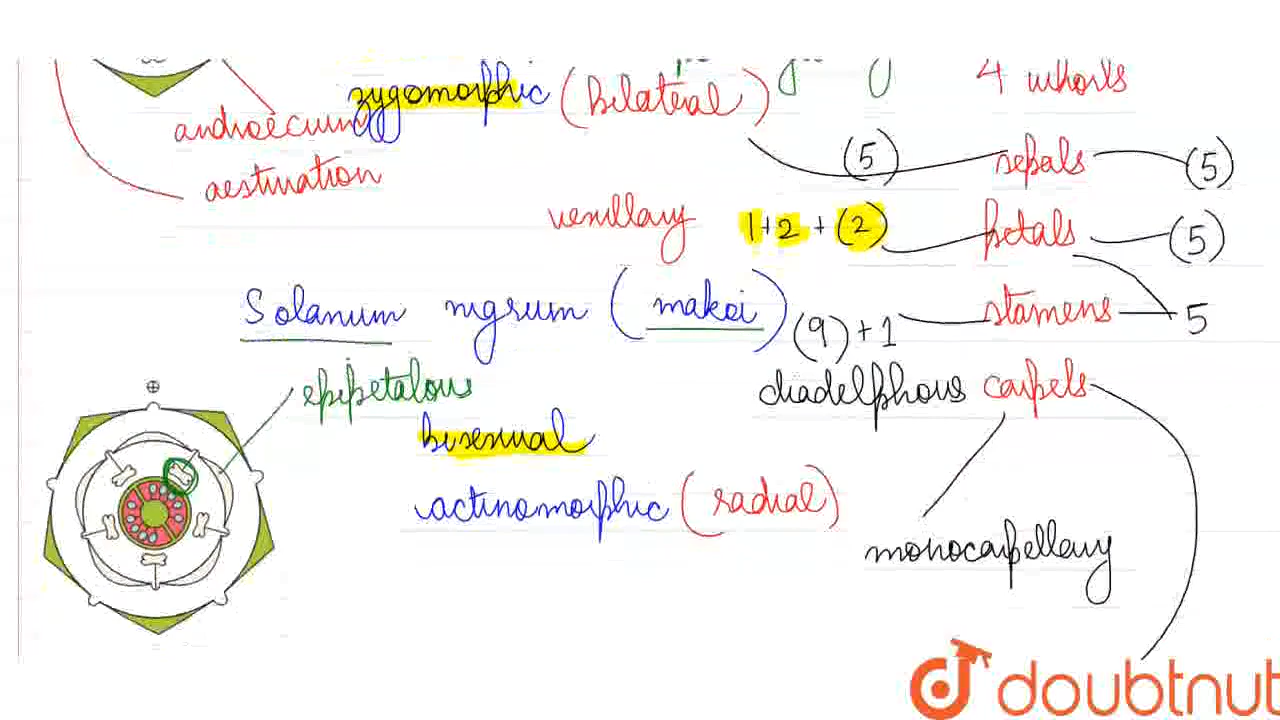 4 whorls
zygomorphic (bilateral)
androecium
(5) sepals (5)
aestivation
vexillary 1+2+(2) petals (5)
Solanum nigrum (makoi)
(9)+1 stamens 5
epipetalous
diadelphous carpels
bisexual
actinomorphic (radial)
monocarpellary
doubtnut